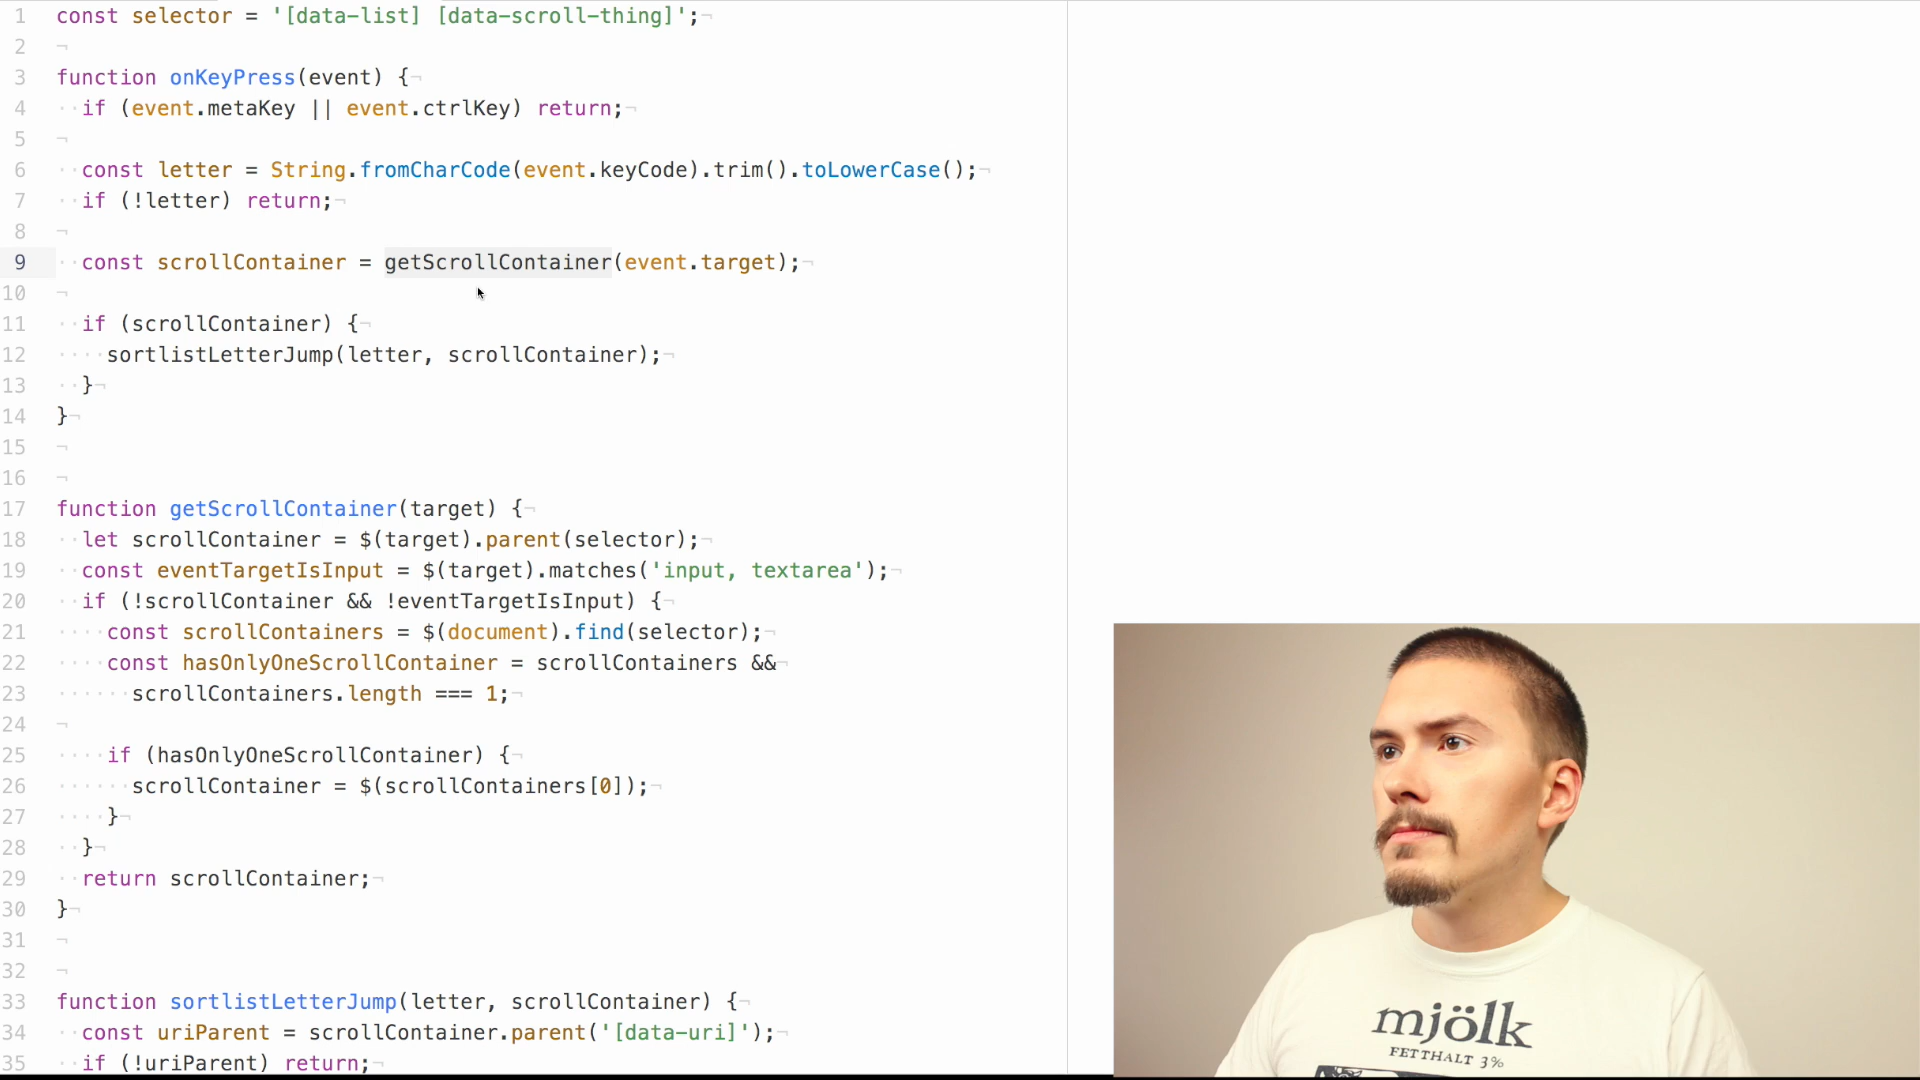 1 const selector = '[data-list] [data-scroll-thing]';¬
2 ¬
3 function onKeyPress(event) {¬
4 ··if (event.metaKey || event.ctrlKey) return;¬
5 ¬
6 ··const letter = String.fromCharCode(event.keyCode).trim().toLowerCase();¬
7 ··if (!letter) return;¬
8 ¬
9 ··const scrollContainer = getScrollContainer(event.target);¬
10 ¬
11 ··if (scrollContainer) {¬
12 ····sortlistLetterJump(letter, scrollContainer);¬
13 ··}¬
14 }¬
15 ¬
16 ¬
17 function getScrollContainer(target) {¬
18 ··let scrollContainer = $(target).parent(selector);¬
19 ··const eventTargetIsInput = $(target).matches('input, textarea');¬
20 ··if (!scrollContainer && !eventTargetIsInput) {¬
21 ····const scrollContainers = $(document).find(selector);¬
22 ····const hasOnlyOneScrollContainer = scrollContainers &&¬
23 ······scrollContainers.length === 1;¬
24 ¬
25 ····if (hasOnlyOneScrollContainer) {¬
26 ······scrollContainer = $(scrollContainers[0]);¬
27 ····}¬
28 ··}¬
29 ··return scrollContainer;¬
30 }¬
31 ¬
32 ¬
33 function sortlistLetterJump(letter, scrollContainer) {¬
34 ··const uriParent = scrollContainer.parent('[data-uri]');¬
35 ··if (!uriParent) return;¬
mjölk
FETTHALT 3%